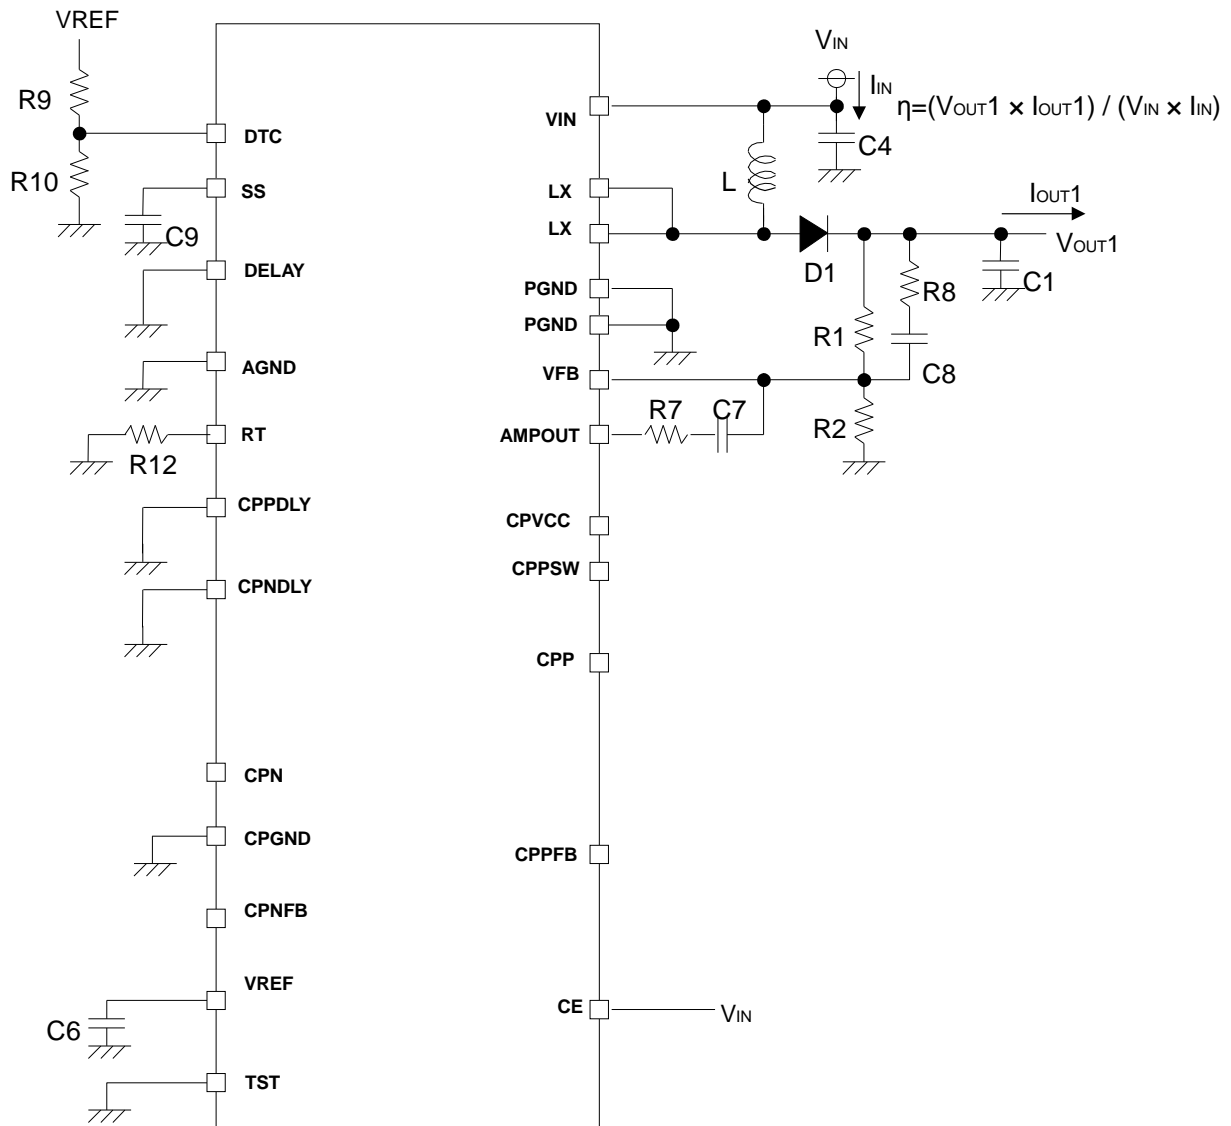 VREF
R9
R10
C9
R12
C6
DTC
SS
DELAY
AGND
RT
CPPDLY
CPNDLY
CPN
CPGND
CPNFB
VREF
TST
VIN
LX
LX
PGND
PGND
VFB
AMPOUT
CPVCC
CPPSW
CPP
CPPFB
CE
VIN
IIN
η=(VOUT1 × IOUT1) / (VIN × IIN)
C4
L
IOUT1
VOUT1
D1
R8
C1
R1
C8
R7
C7
R2
VIN